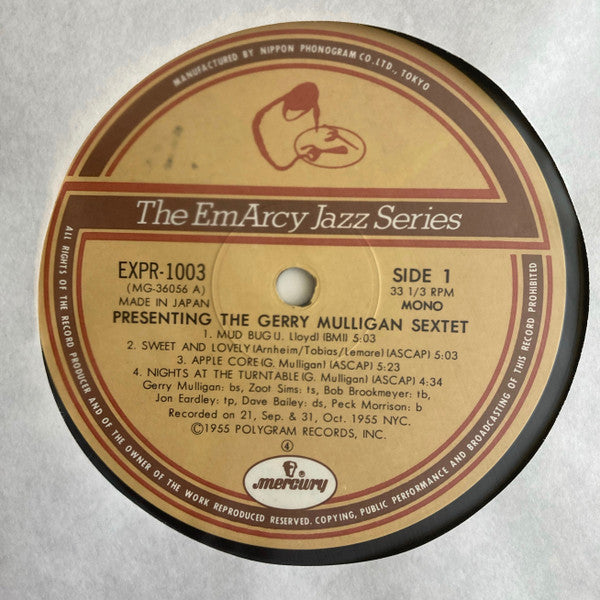 MANUFACTURED BY NIPPON PHONOGRAM CO.LTD., TOKYO
The EmArcy Jazz Series
EXPR-1003
(MG-36056 A)
MADE IN JAPAN
SIDE 1
33 1/3 RPM
MONO
PRESENTING THE GERRY MULLIGAN SEXTET
1. MUD BUG(J. Lloyd)(BMI) 5:03
2. SWEET AND LOVELY(Arnheim/Tobias/Lemare)(ASCAP) 5:03
3. APPLE CORE(G. Mulligan)(ASCAP) 5:23
4. NIGHTS AT THE TURNTABLE(G. Mulligan)(ASCAP) 4:34
Gerry Mulligan: bs, Zoot Sims: ts, Bob Brookmeyer: tb,
Jon Eardley: tp, Dave Bailey: ds, Peck Morrison: b
Recorded on 21, Sep. & 31, Oct. 1955 NYC.
©1955 POLYGRAM RECORDS, INC.
④
®
mercury
ALL RIGHTS OF THE RECORD PRODUCER AND OF THE OWNER OF THE WORK REPRODUCED RESERVED. COPYING, PUBLIC PERFORMANCE AND BROADCASTING OF THIS RECORD PROHIBITED